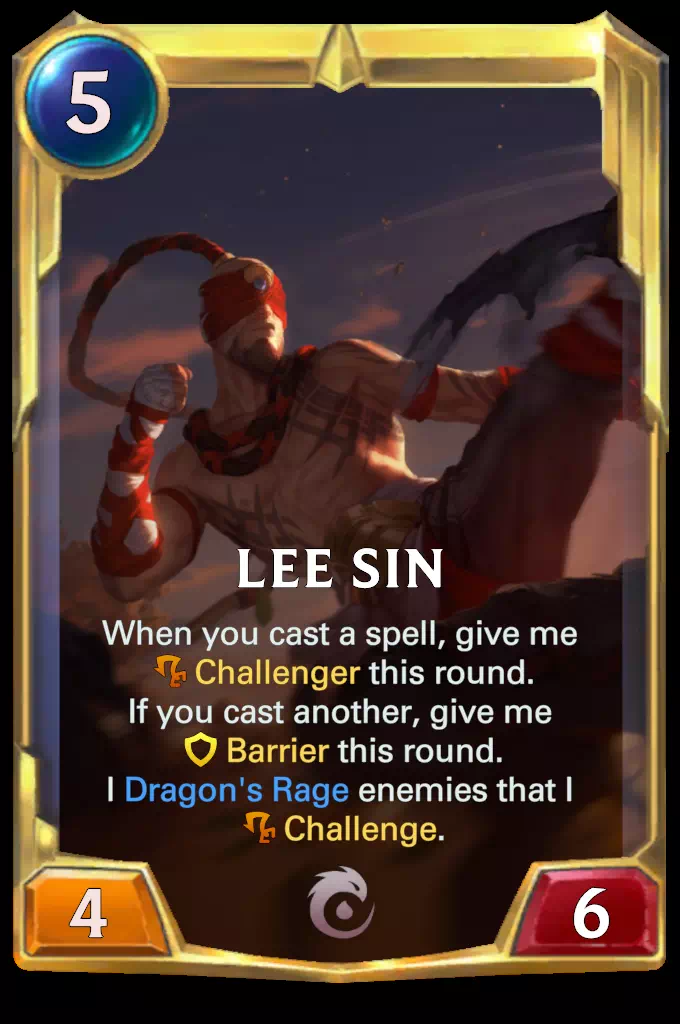 5
LEE SIN
When you cast a spell, give me
Challenger this round.
If you cast another, give me
Barrier this round.
I Dragon's Rage enemies that I
Challenge.
4
6